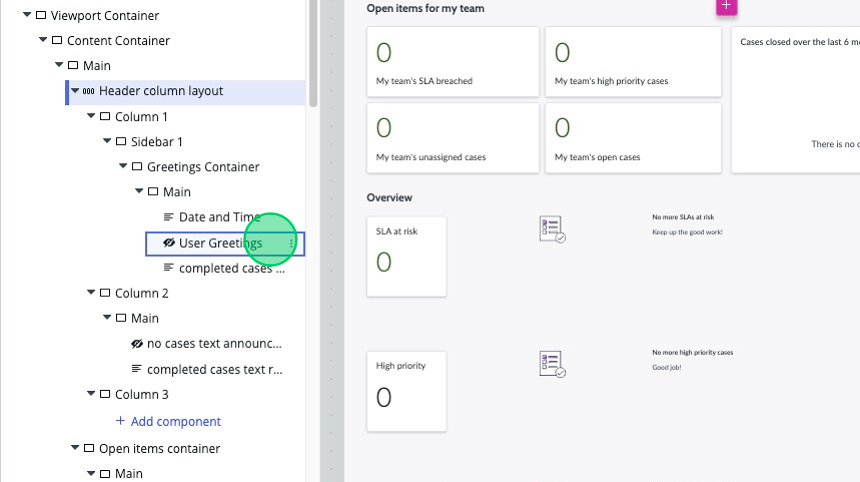 Viewport Container
Content Container
Main
Header column layout
Column 1
Sidebar 1
Greetings Container
Main
Date and Time
User Greetings
completed cases ...
Column 2
Main
no cases text announc...
completed cases text r...
Column 3
+ Add component
Open items container
Main
Open items for my team
+
0
My team's SLA breached
0
My team's high priority cases
Cases closed over the last 6 m
0
My team's unassigned cases
0
My team's open cases
There is no
Overview
SLA at risk
0
No more SLAs at risk
Keep up the good work!
High priority
0
No more high priority cases
Good job!